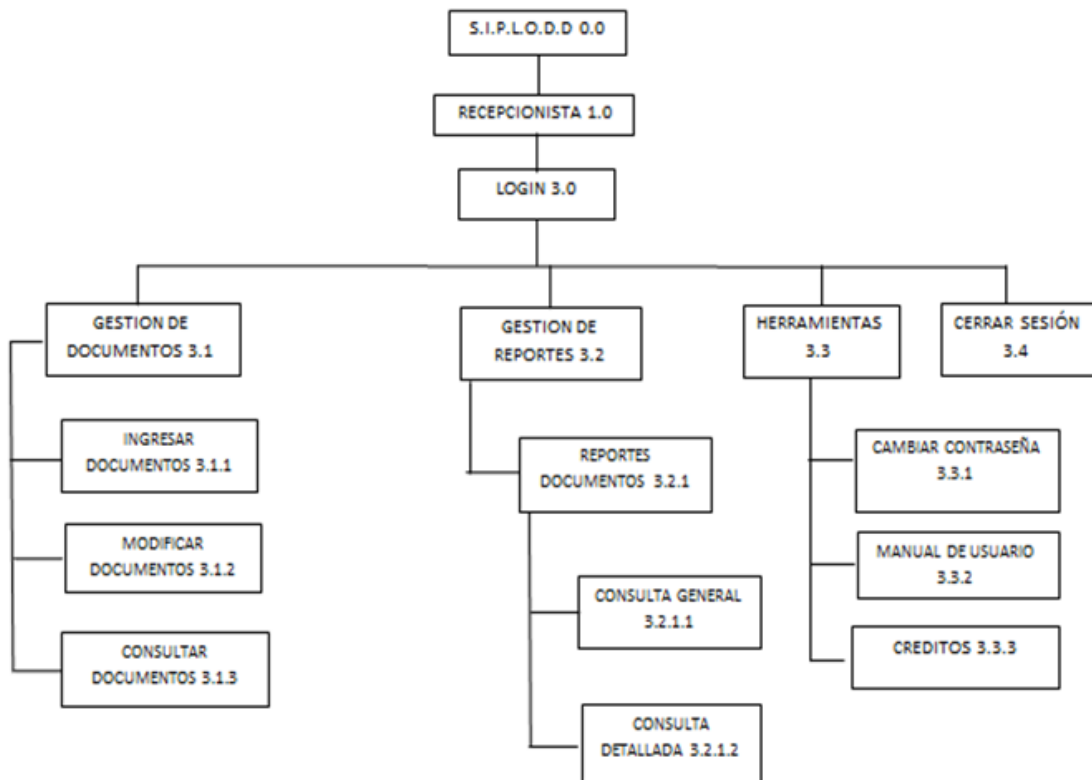 S.I.P.L.O.D.D 0.0
RECEPCIONISTA 1.0
LOGIN 3.0
GESTION DE
DOCUMENTOS 3.1
INGRESAR
DOCUMENTOS 3.1.1
MODIFICAR
DOCUMENTOS 3.1.2
CONSULTAR
DOCUMENTOS 3.1.3
GESTION DE
REPORTES 3.2
REPORTES
DOCUMENTOS 3.2.1
CONSULTA GENERAL
3.2.1.1
CONSULTA
DETALLADA 3.2.1.2
HERRAMIENTAS
3.3
CAMBIAR CONTRASEÑA
3.3.1
MANUAL DE USUARIO
3.3.2
CREDITOS 3.3.3
CERRAR SESIÓN
3.4